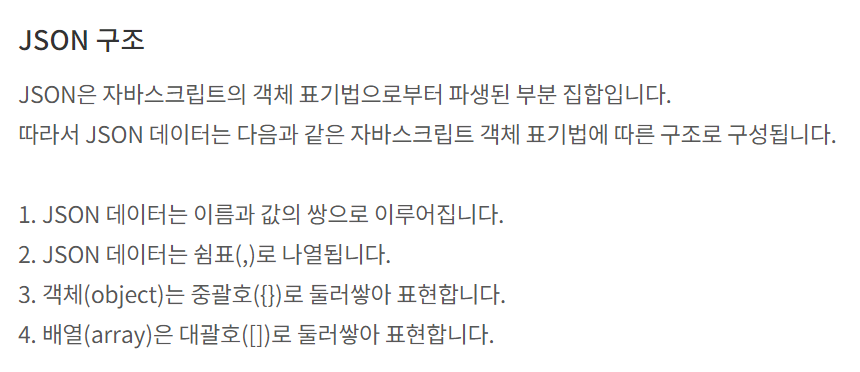 JSON 구조
JSON은 자바스크립트의 객체 표기법으로부터 파생된 부분 집합입니다.
따라서 JSON 데이터는 다음과 같은 자바스크립트 객체 표기법에 따른 구조로 구성됩니다.
1. JSON 데이터는 이름과 값의 쌍으로 이루어집니다.
2. JSON 데이터는 쉼표(,)로 나열됩니다.
3. 객체(object)는 중괄호({})로 둘러쌓아 표현합니다.
4. 배열(array)은 대괄호([])로 둘러쌓아 표현합니다.